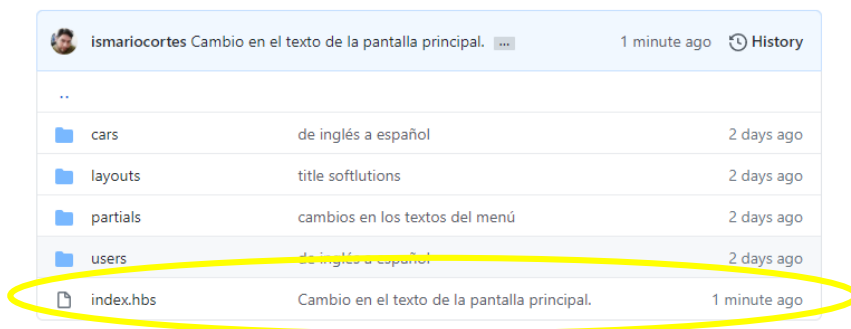 ismariocortes Cambio en el texto de la pantalla principal. ... 1 minute ago History
..
cars de inglés a español 2 days ago
layouts title softlutions 2 days ago
partials cambios en los textos del menú 2 days ago
users de inglés a español 2 days ago
index.hbs Cambio en el texto de la pantalla principal. 1 minute ago